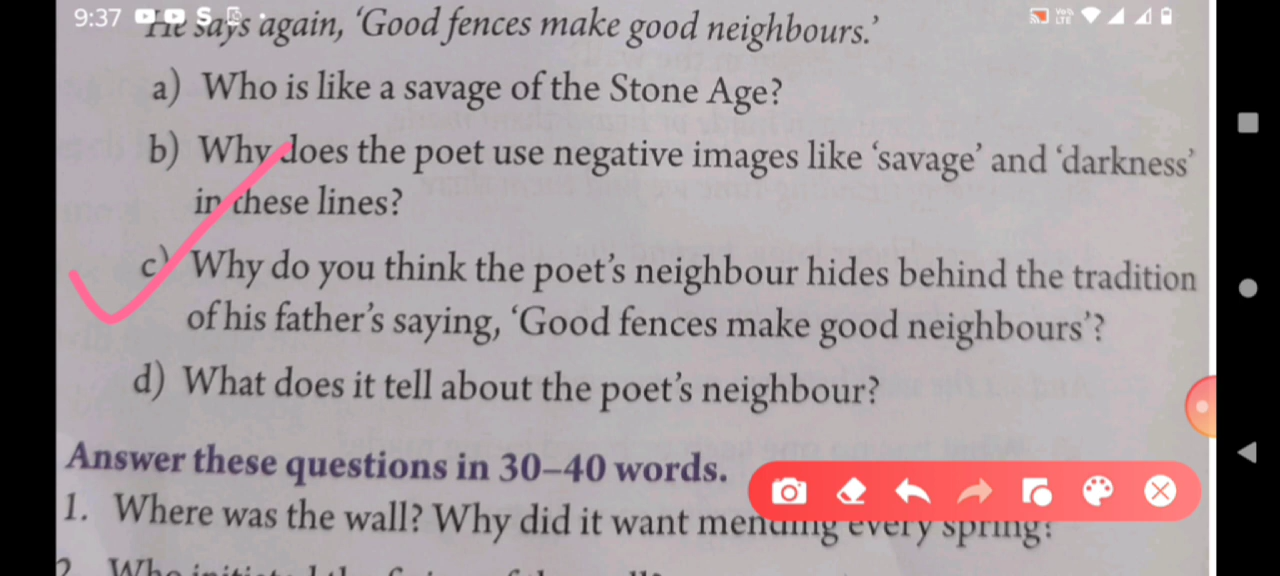 9:37
He says again, ‘Good fences make good neighbours.’
a) Who is like a savage of the Stone Age?
b) Why does the poet use negative images like ‘savage’ and ‘darkness’
in these lines?
c) Why do you think the poet’s neighbour hides behind the tradition
of his father’s saying, ‘Good fences make good neighbours’?
d) What does it tell about the poet’s neighbour?
Answer these questions in 30–40 words.
1. Where was the wall? Why did it want mending every spring?
2. Who